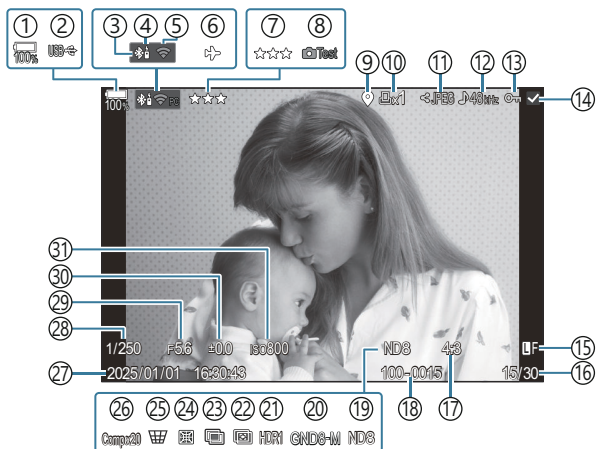 ① ② ③ ④ ⑤ ⑥ ⑦ ⑧
100% USB Test
⑨ ⑩ ⑪ ⑫ ⑬
100% PC x1 JPEG 48kHz
⑭
㉛
㉚
㉙
㉘
1/250 F5.6 ±0.0 ISO800 ND8 4:3 LF ⑮
㉗ 2025/01/01 16:30:43 100-0015 15/30 ⑯
㉖ ㉕ ㉔ ㉓ ㉒ ㉑ ⑳ ⑲ ⑱ ⑰
Compx20 HDR1 GND8-M ND8